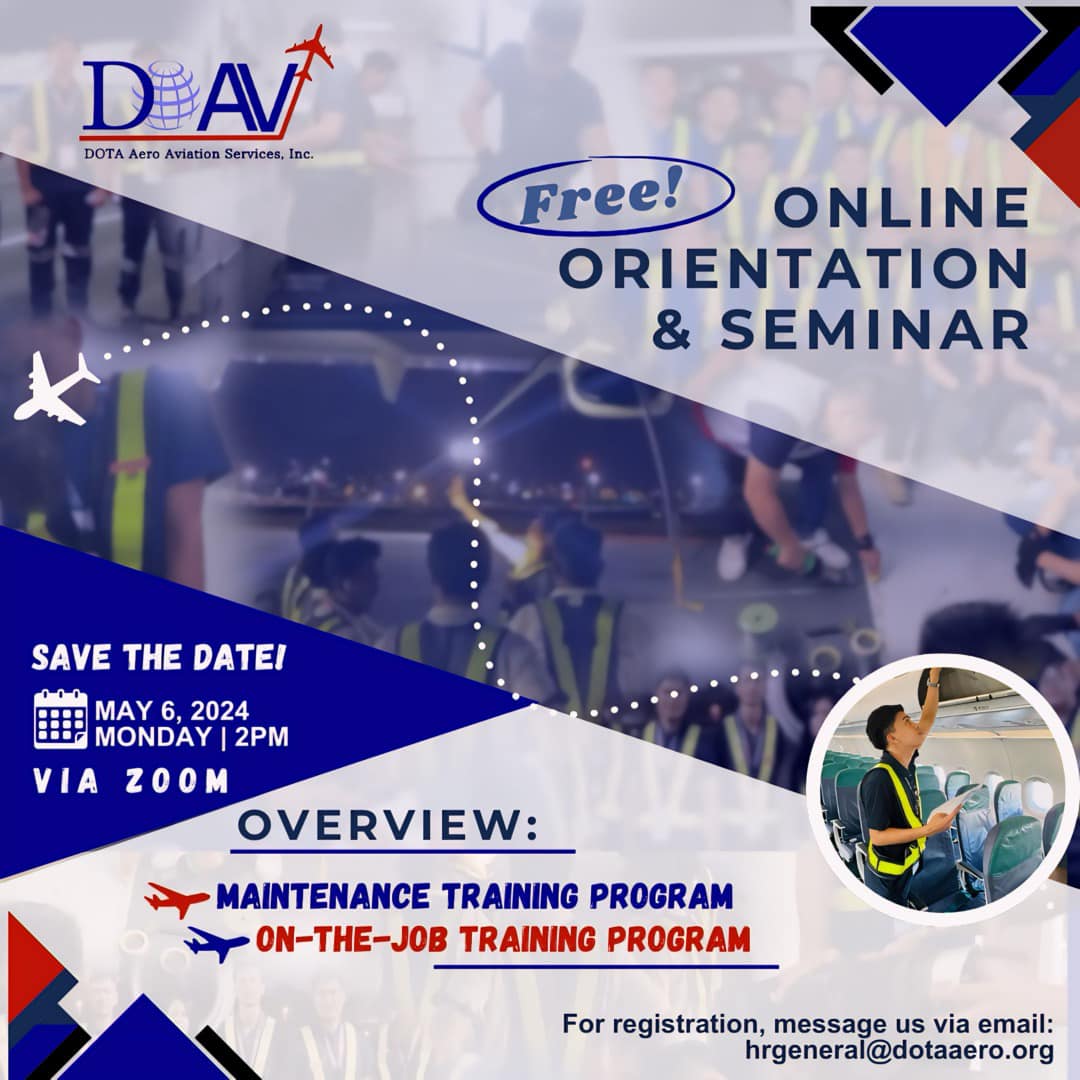 DOAV
DOTA Aero Aviation Services, Inc.
Free! ONLINE
ORIENTATION
& SEMINAR
SAVE THE DATE!
MAY 6, 2024
MONDAY | 2PM
VIA ZOOM
OVERVIEW:
MAINTENANCE TRAINING PROGRAM
ON-THE-JOB TRAINING PROGRAM
For registration, message us via email:
hrgeneral@dotaaero.org